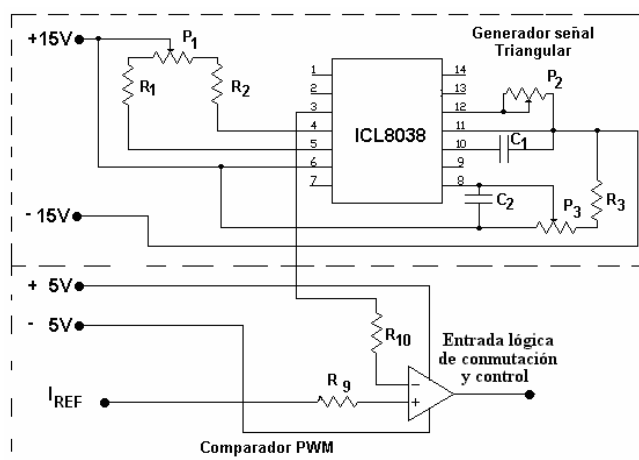 +15V
P1
R1
R2
Generador señal
Triangular
1
2
3
4
5
6
7
ICL8038
14
13
12
11
10
9
8
P2
C1
C2
P3
R3
- 15V
+ 5V
- 5V
R10
Entrada lógica
de conmutación
y control
IREF
R9
-
+
Comparador PWM